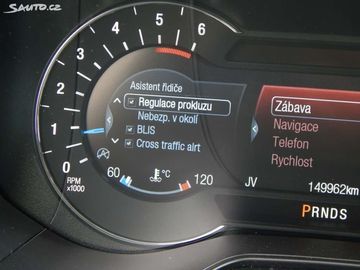 Sauto.cz
0 1 2 3 4 5 6
RPM
x1000
Asistent řidiče
Regulace prokluzu
Nebezp. v okolí
BLIS
Cross traffic alrt
60 °C 120
Zábava
Navigace
Telefon
Rychlost
JV 149962km
PRNDS